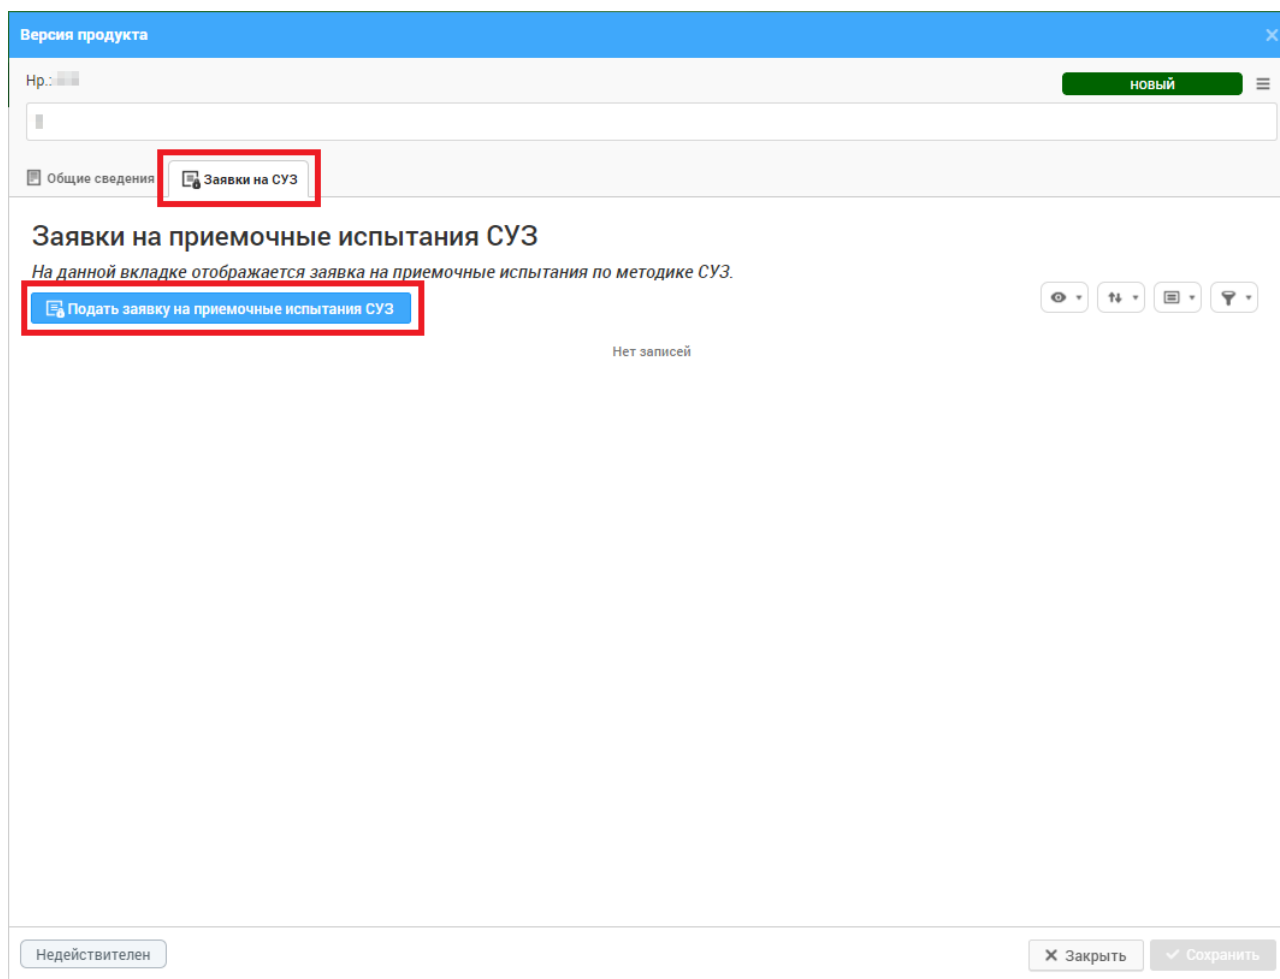 Версия продукта
Нр.:
новый
Общие сведения
Заявки на СУЗ
Заявки на приемочные испытания СУЗ
На данной вкладке отображается заявка на приемочные испытания по методике СУЗ.
Подать заявку на приемочные испытания СУЗ
Нет записей
Недействителен
Закрыть
Сохранить